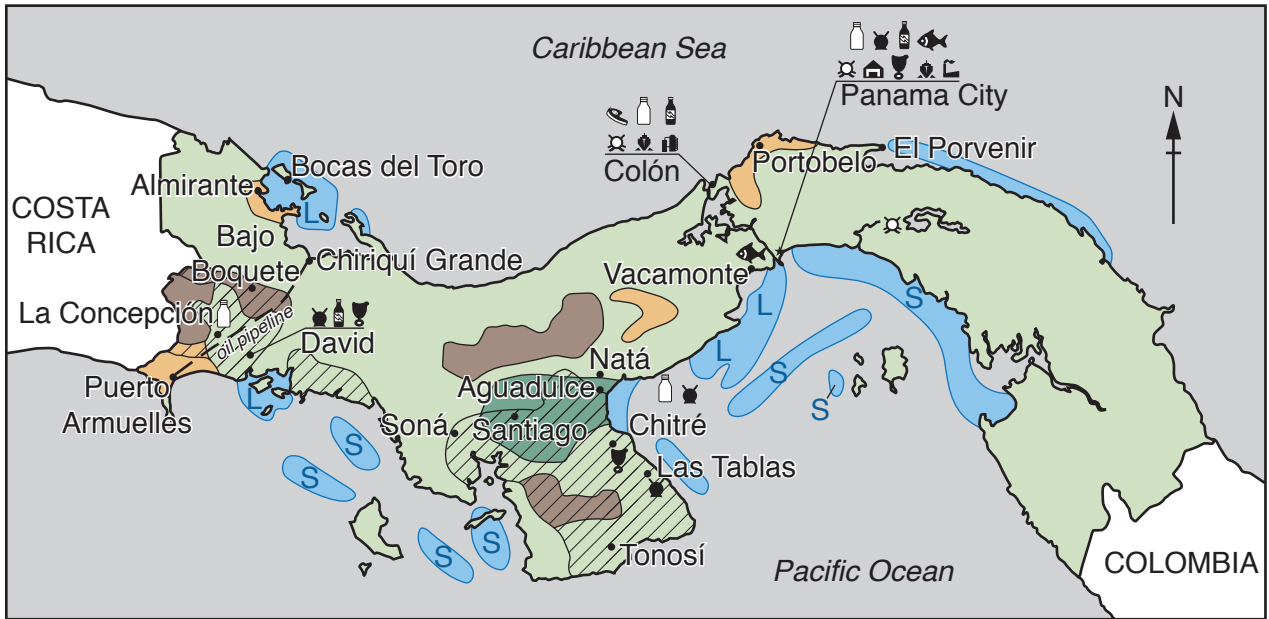 Caribbean Sea
Panama City
N
Portobelo
El Porvenir
Colón
Bocas del Toro
Almirante
L
COSTA
RICA
Bajo
Boquete
Chiriquí Grande
Vacamonte
L
S
La Concepción
oil pipeline
David
L
Natá
S
S
Puerto
Armuelles
L
Aguadulce
Soná
Santiago
Chitré
S
S
Las Tablas
S
S
Tonosí
Pacific Ocean
COLOMBIA